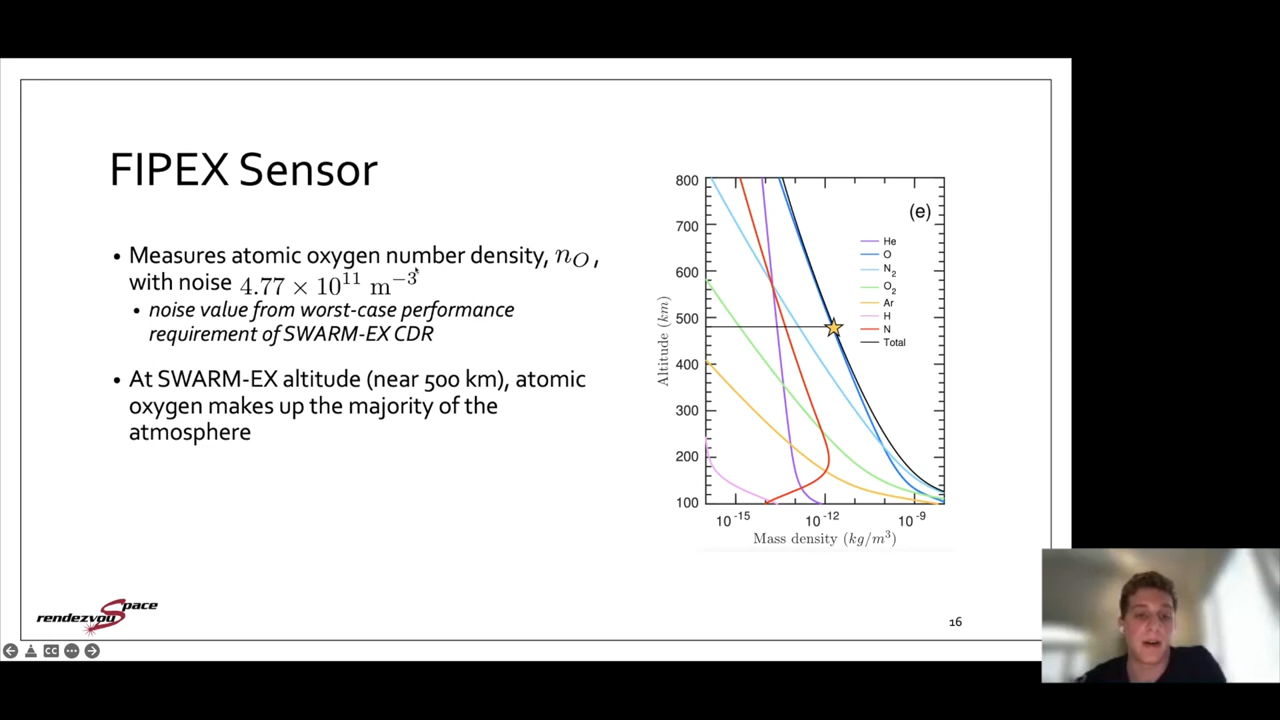 FIPEX Sensor
• Measures atomic oxygen number density, n_O ,
with noise 4.77 × 10^11 m^−3
• noise value from worst-case performance
requirement of SWARM-EX CDR
• At SWARM-EX altitude (near 500 km), atomic
oxygen makes up the majority of the
atmosphere
(e)
He
O
N2
O2
Ar
H
N
Total
800
700
600
500
400
300
200
100
Altitude (km)
10^-15 10^-12 10^-9
Mass density (kg/m^3)
rendezvouSpace
16
CC